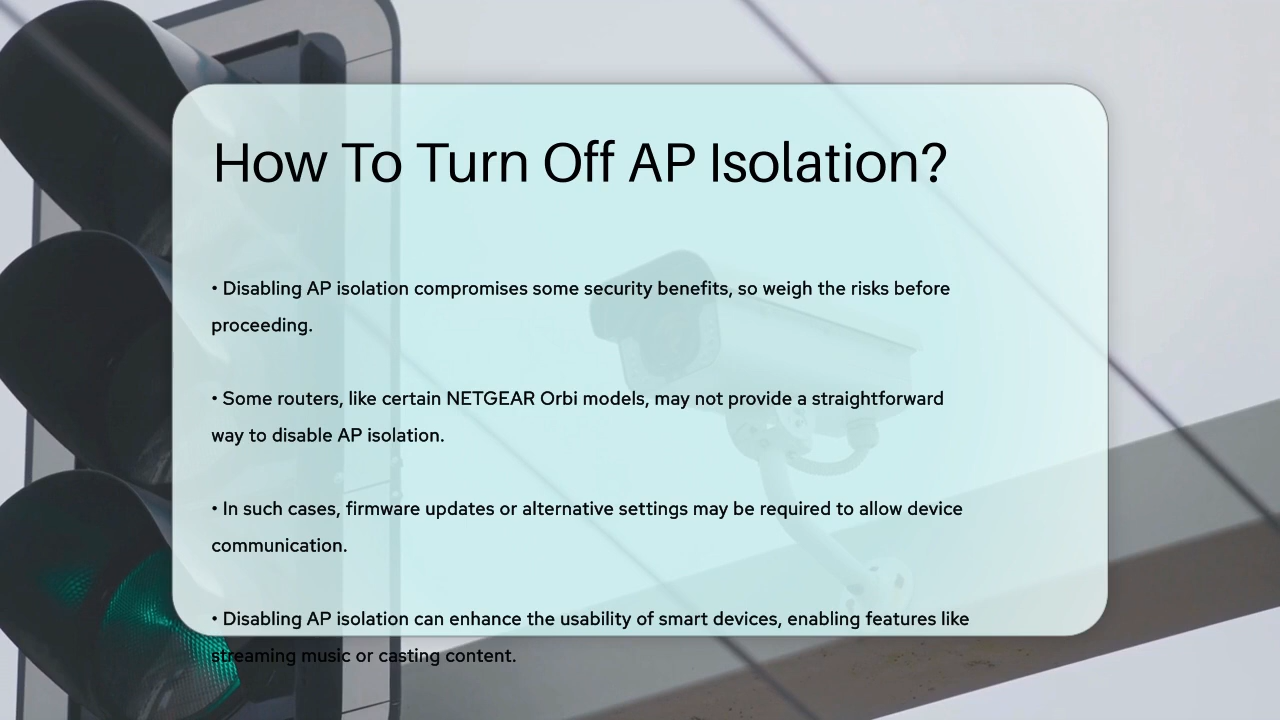 How To Turn Off AP Isolation?
• Disabling AP isolation compromises some security benefits, so weigh the risks before
proceeding.
• Some routers, like certain NETGEAR Orbi models, may not provide a straightforward
way to disable AP isolation.
• In such cases, firmware updates or alternative settings may be required to allow device
communication.
• Disabling AP isolation can enhance the usability of smart devices, enabling features like
streaming music or casting content.